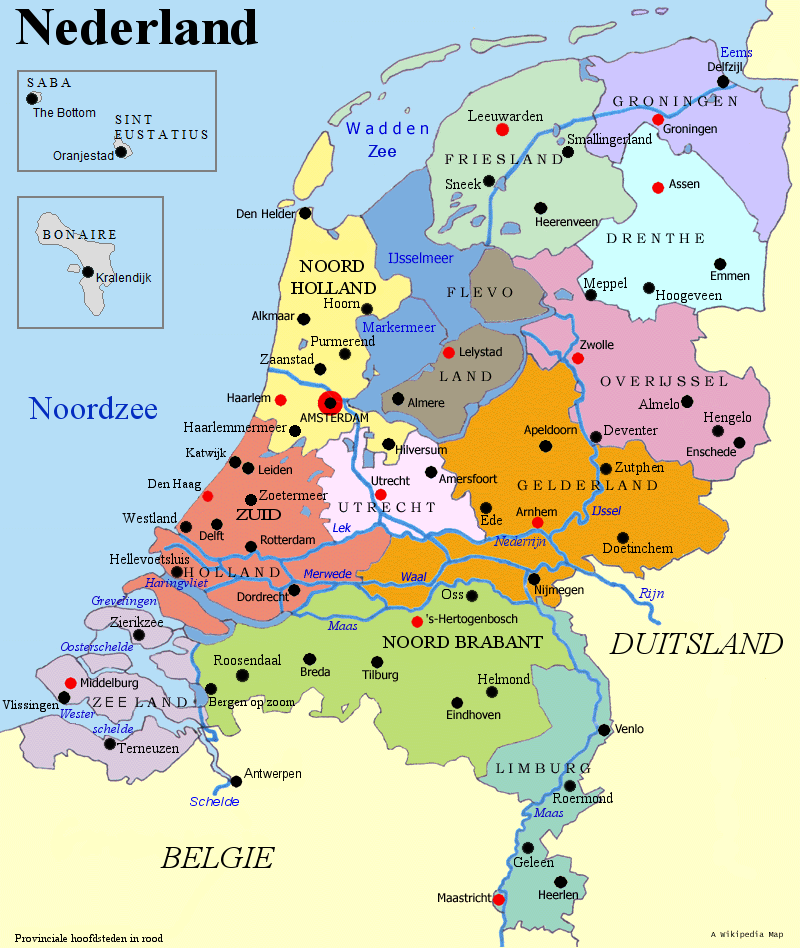 Nederland
SABA
The Bottom
SINT
EUSTATIUS
Oranjestad
BONAIRE
Kralendijk
Eems
Delfzijl
GRONINGEN
Groningen
Wadden
Zee
Leeuwarden
Smallingerland
FRIESLAND
Sneek
Heerenveen
Assen
DRENTHE
Emmen
Meppel
Hoogeveen
Den Helder
IJsselmeer
NOORD
HOLLAND
Hoorn
FLEVO
LAND
Alkmaar
Markermeer
Purmerend
Zaanstad
Lelystad
Zwolle
OVERIJSSEL
Almelo
Hengelo
Enschede
Deventer
Noordzee
Haarlem
AMSTERDAM
Almere
Haarlemmermeer
Hilversum
Apeldoorn
Katwijk
Leiden
Utrecht
Amersfoort
UTRECHT
Zutphen
GELDERLAND
Den Haag
Zoetermeer
ZUID
HOLLAND
Westland
Delft
Rotterdam
Lek
Ede
Arnhem
IJssel
Nederrijn
Doetinchem
Hellevoetsluis
Haringvliet
Merwede
Waal
Dordrecht
Nijmegen
Rijn
Grevelingen
Oss
Zierikzee
Maas
's-Hertogenbosch
DUITSLAND
NOORD BRABANT
Oosterschelde
Roosendaal
Breda
Tilburg
Helmond
Middelburg
Vlissingen
ZEELAND
Bergen op zoom
Eindhoven
Wester
schelde
Terneuzen
Venlo
Antwerpen
LIMBURG
Schelde
Roermond
Maas
BELGIE
Geleen
Heerlen
Maastricht
Provinciale hoofdsteden in rood
A Wikipedia Map